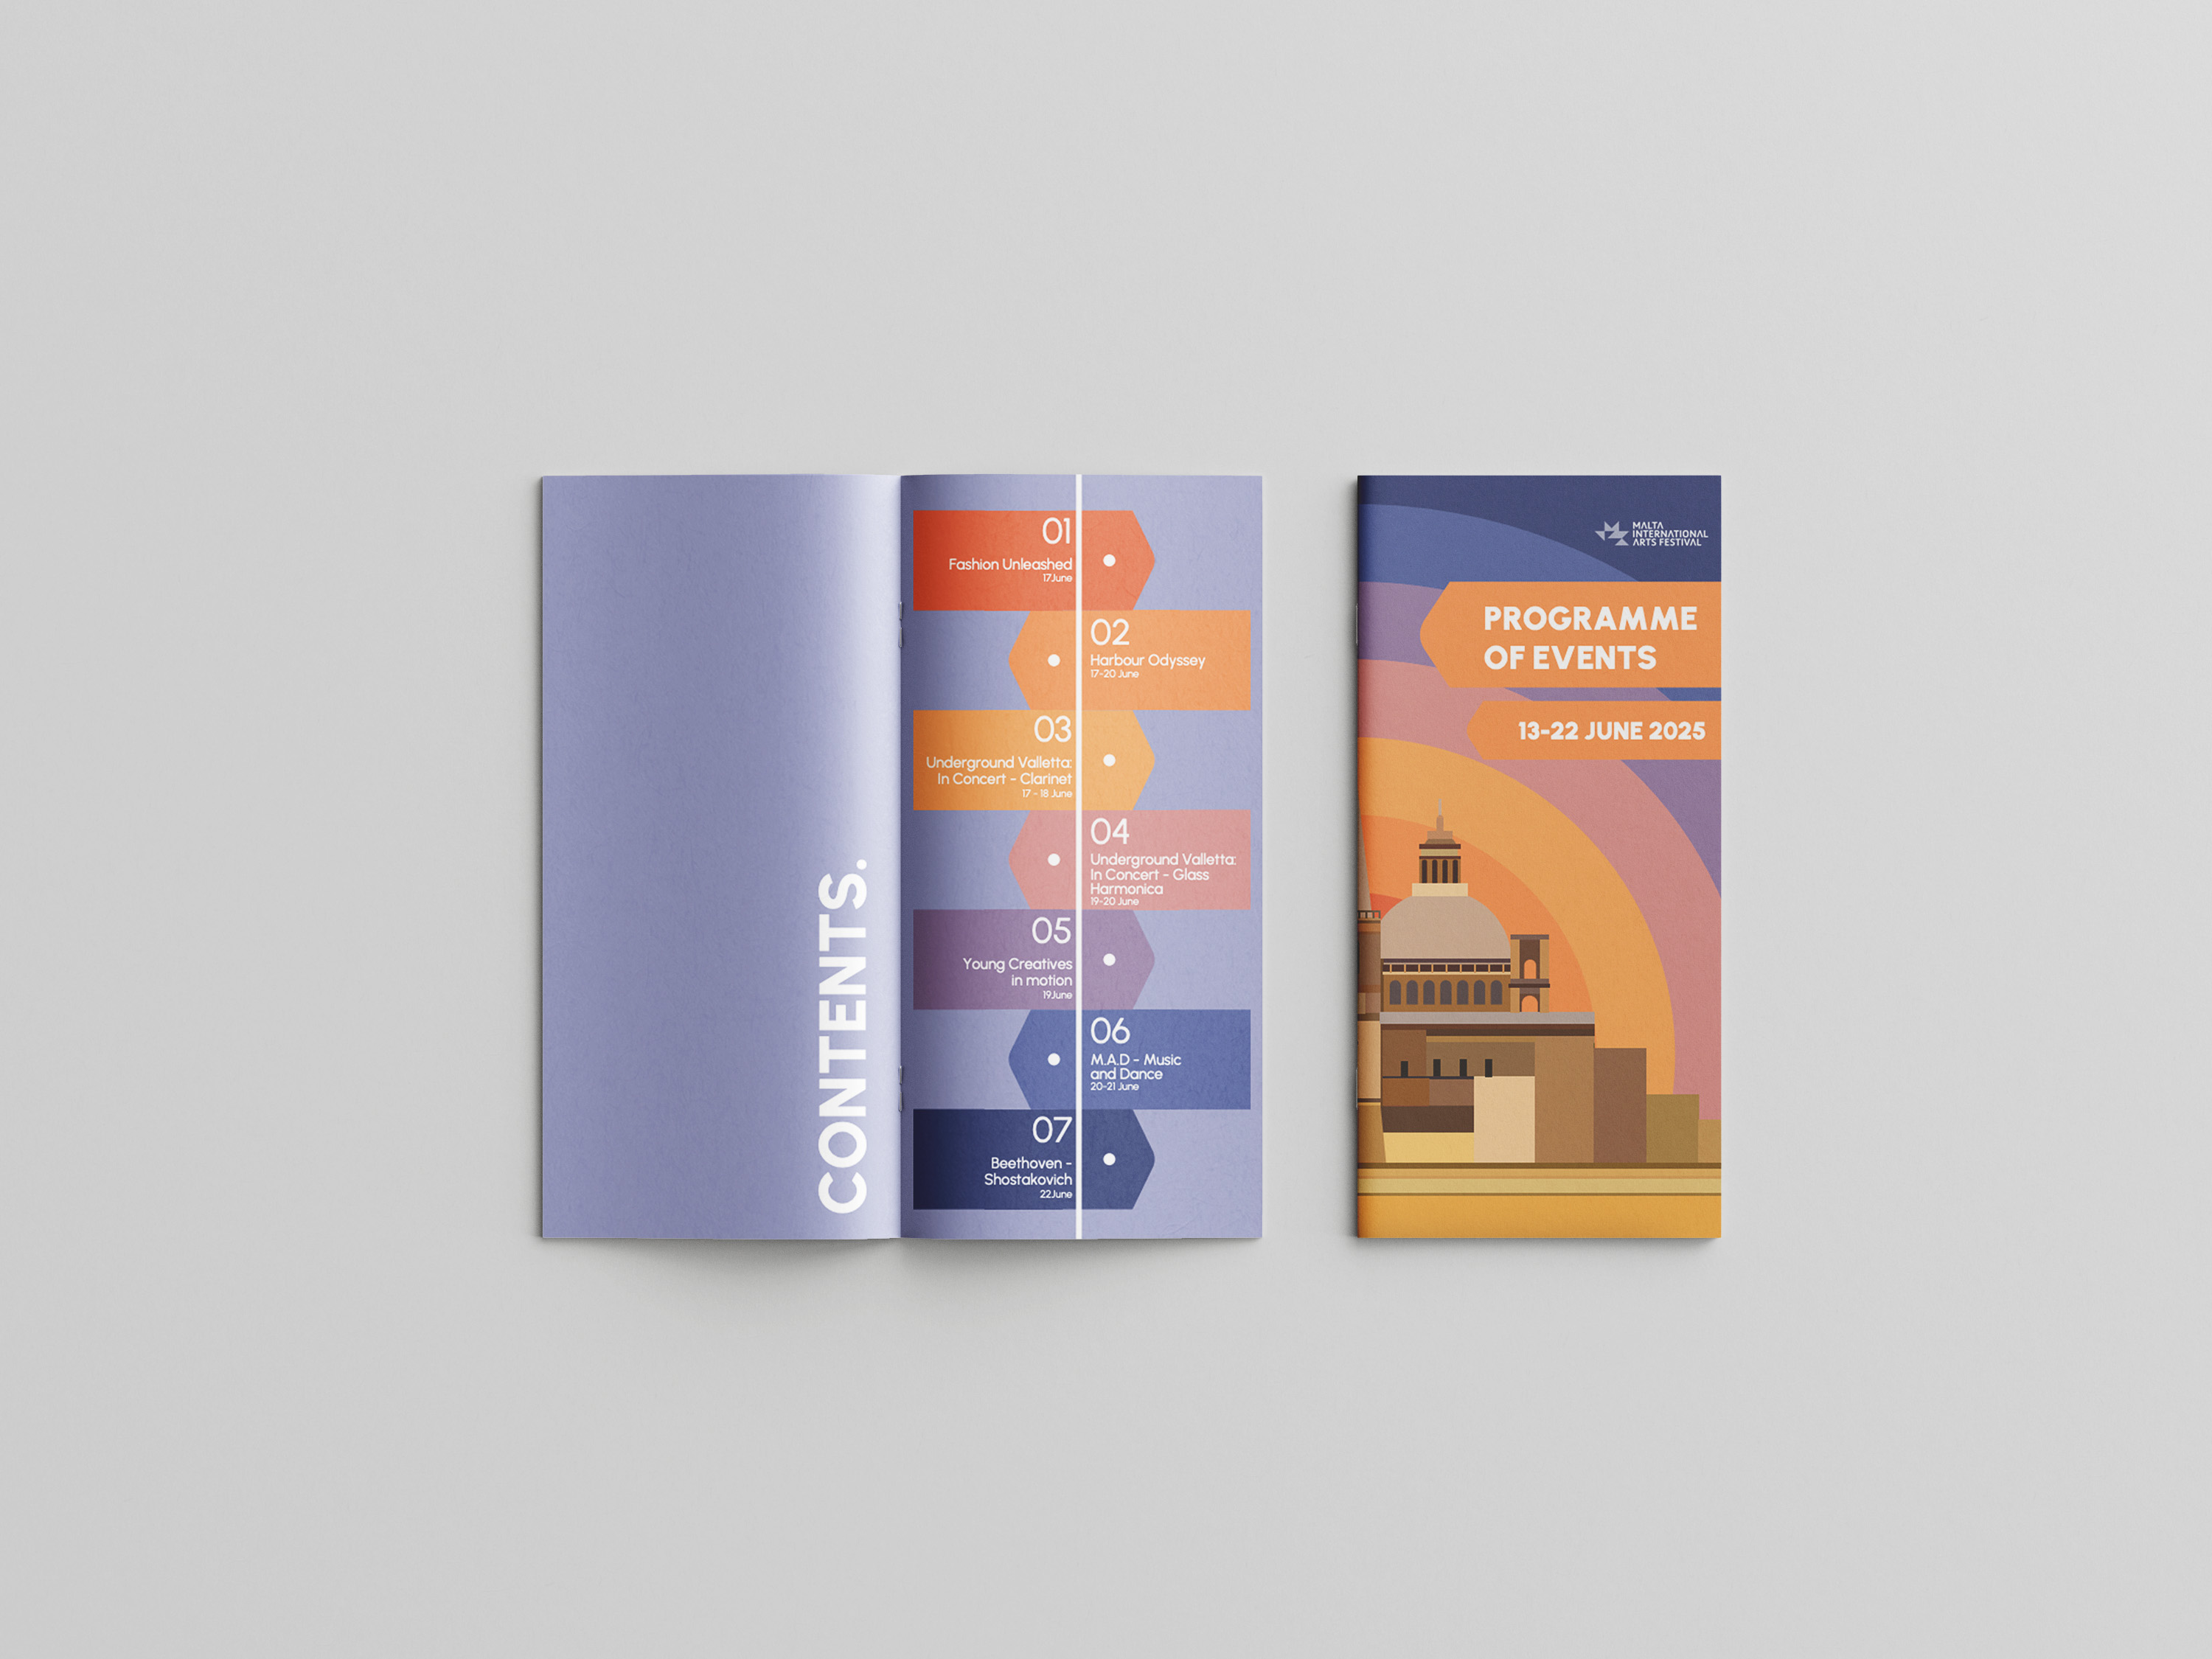 CONTENTS.
01
Fashion Unleashed
17June
02
Harbour Odyssey
17-20 June
03
Underground Valletta:
In Concert - Clarinet
17 - 18 June
04
Underground Valletta:
In Concert - Glass
Harmonica
19-20 June
05
Young Creatives
in motion
19June
06
M.A.D - Music
and Dance
20-21 June
07
Beethoven -
Shostakovich
22June
MALTA
INTERNATIONAL
ARTS FESTIVAL
PROGRAMME
OF EVENTS
13-22 JUNE 2025